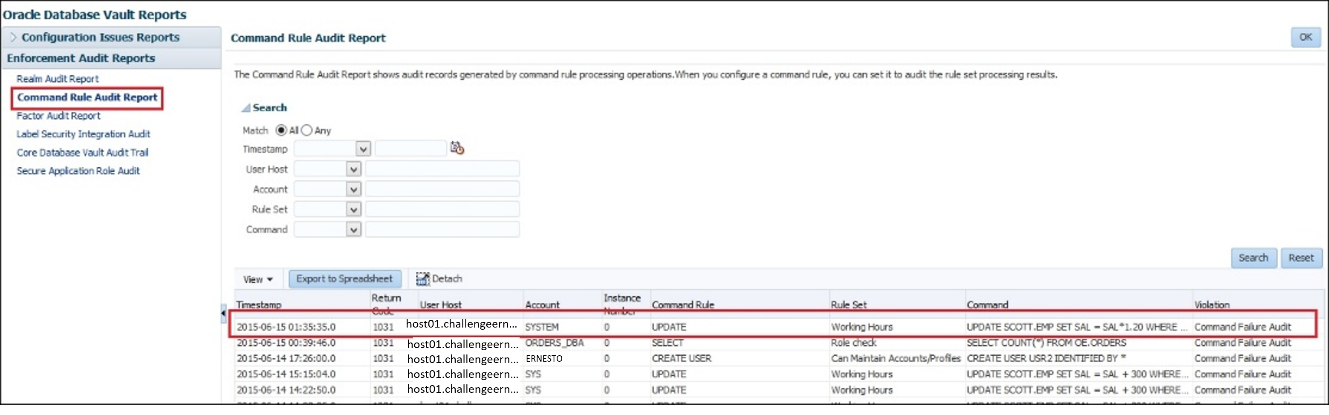 Oracle Database Vault Reports
Configuration Issues Reports
Enforcement Audit Reports
Realm Audit Report
Command Rule Audit Report
Factor Audit Report
Label Security Integration Audit
Core Database Vault Audit Trail
Secure Application Role Audit
Command Rule Audit Report
OK
The Command Rule Audit Report shows audit records generated by command rule processing operations.When you configure a command rule, you can set it to audit the rule set processing results.
Search
Match All Any
Timestamp
User Host
Account
Rule Set
Command
Search Reset
View Export to Spreadsheet Detach
Timestamp Return Code User Host Account Instance Number Command Rule Rule Set Command Violation
2015-06-15 01:35:35.0 1031 host01.challengeern... SYSTEM 0 UPDATE Working Hours UPDATE SCOTT.EMP SET SAL = SAL*1.20 WHERE ... Command Failure Audit
2015-06-15 00:39:46.0 1031 host01.challengeern... ORDERS_DBA 0 SELECT Role check SELECT COUNT(*) FROM OE.ORDERS Command Failure Audit
2015-06-14 17:26:00.0 1031 host01.challengeern... ERNESTO 0 CREATE USER Can Maintain Accounts/Profiles CREATE USER USR2 IDENTIFIED BY * Command Failure Audit
2015-06-14 15:15:04.0 1031 host01.challengeern... SYS 0 UPDATE Working Hours UPDATE SCOTT.EMP SET SAL = SAL + 300 WHERE... Command Failure Audit
2015-06-14 14:22:50.0 1031 host01.challengeern... SYS 0 UPDATE Working Hours UPDATE SCOTT.EMP SET SAL = SAL + 300 WHERE... Command Failure Audit